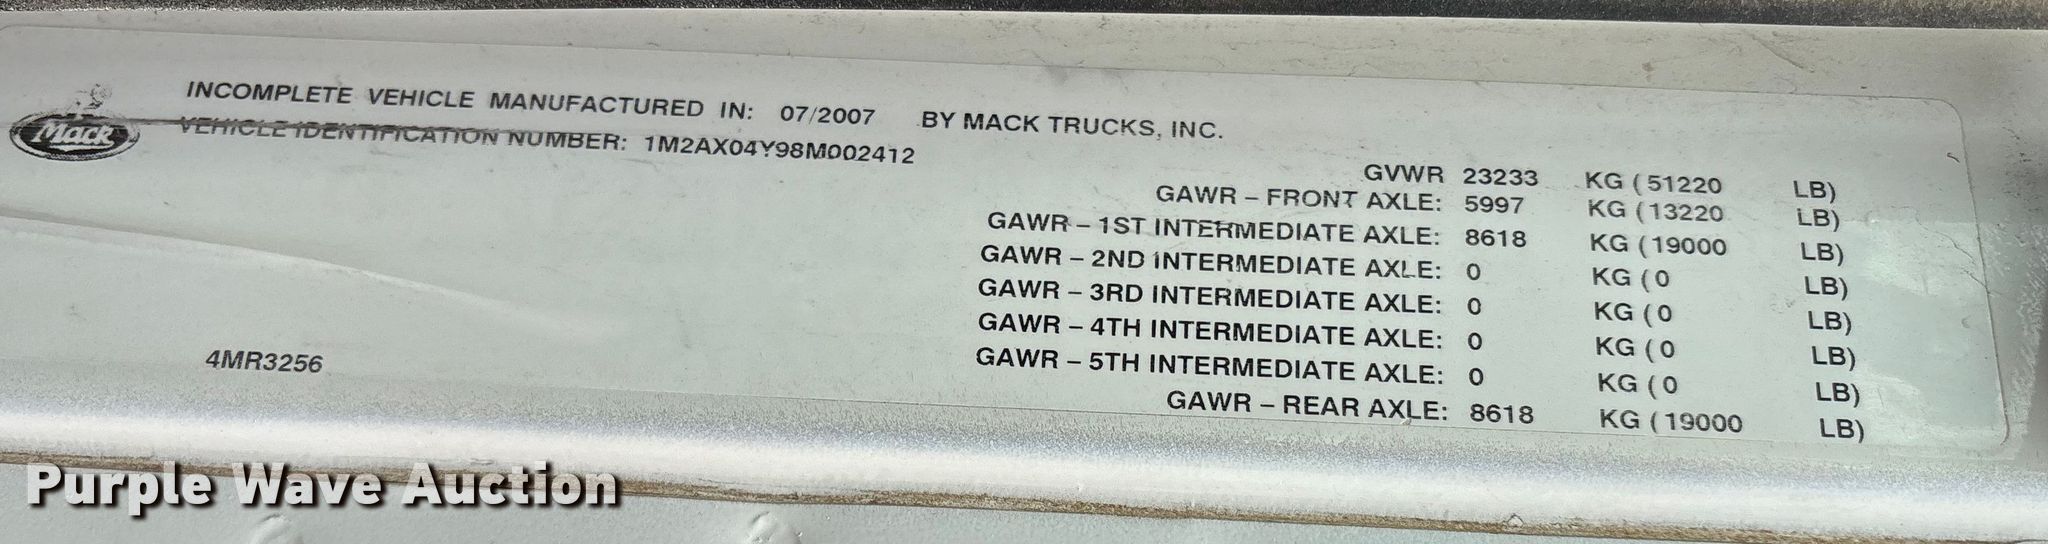 Mack
INCOMPLETE VEHICLE MANUFACTURED IN: 07/2007 BY MACK TRUCKS, INC.
VEHICLE IDENTIFICATION NUMBER: 1M2AX04Y98M002412
GVWR 23233 KG (51220 LB)
GAWR – FRONT AXLE: 5997 KG (13220 LB)
GAWR – 1ST INTERMEDIATE AXLE: 8618 KG (19000 LB)
GAWR – 2ND INTERMEDIATE AXLE: 0 KG (0 LB)
GAWR – 3RD INTERMEDIATE AXLE: 0 KG (0 LB)
GAWR – 4TH INTERMEDIATE AXLE: 0 KG (0 LB)
GAWR – 5TH INTERMEDIATE AXLE: 0 KG (0 LB)
GAWR – REAR AXLE: 8618 KG (19000 LB)
4MR3256
Purple Wave Auction